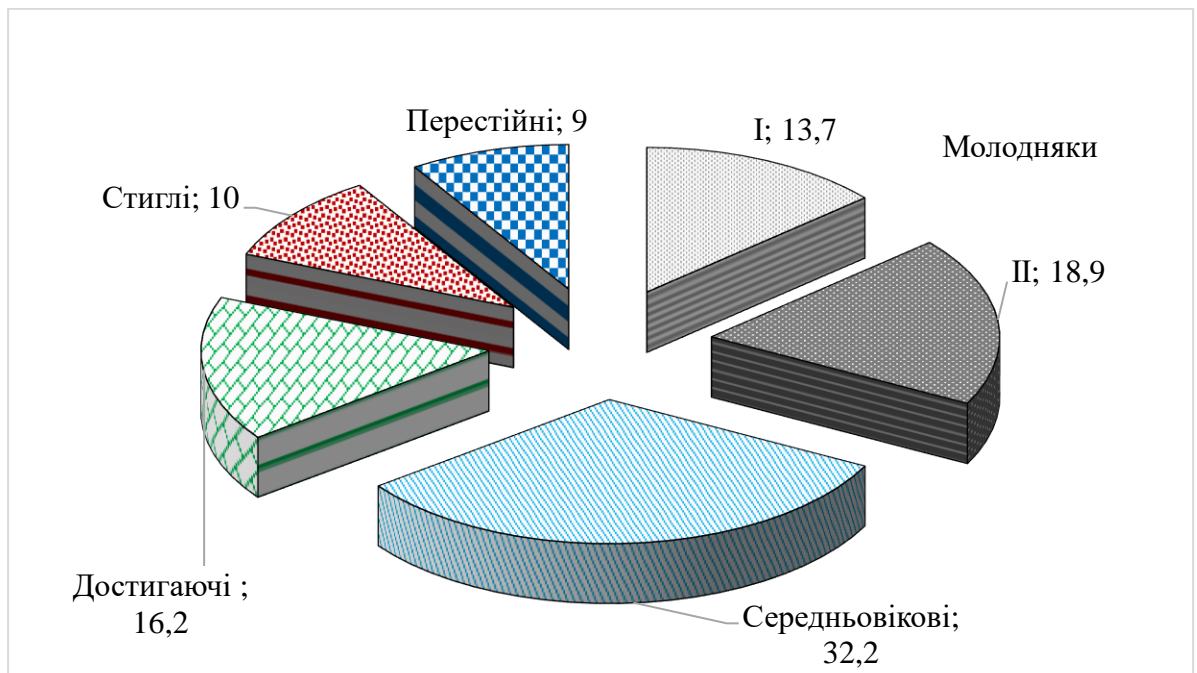 Перестійні; 9
І; 13,7
Молодняки
Стиглі; 10
ІІ; 18,9
Достигаючі ;
16,2
Середньовікові;
32,2